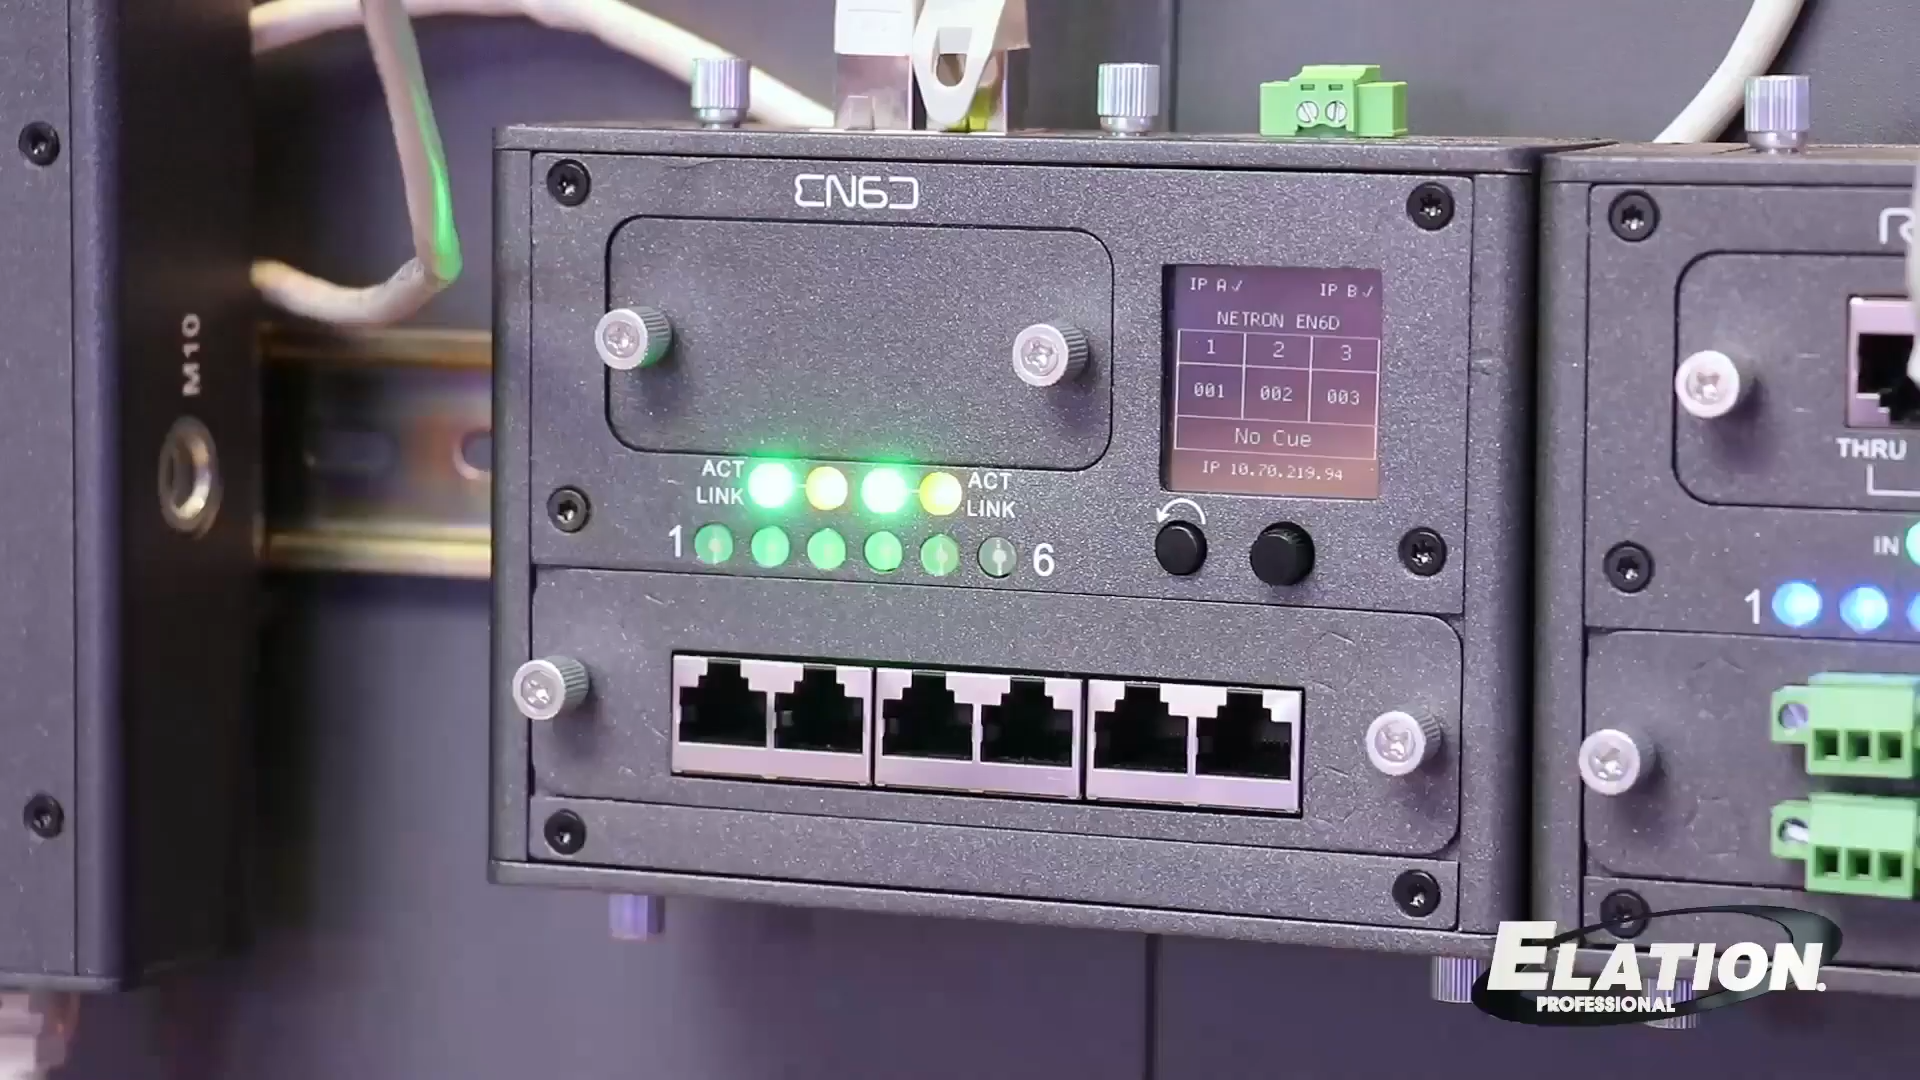 EN6D
IP A✓ IP B✓
NETRON EN6D
1 2 3
001 002 003
No Cue
IP 10.70.219.94
ACT
LINK
ACT
LINK
1
6
M10
THRU
IN
1
ELATION.
PROFESSIONAL